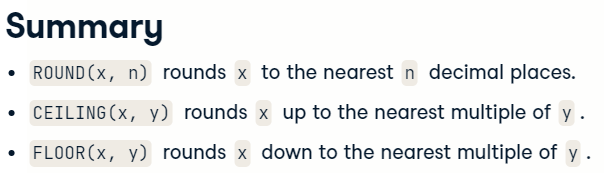 Summary
• ROUND(x, n) rounds x to the nearest n decimal places.
• CEILING(x, y) rounds x up to the nearest multiple of y .
• FLOOR(x, y) rounds x down to the nearest multiple of y .